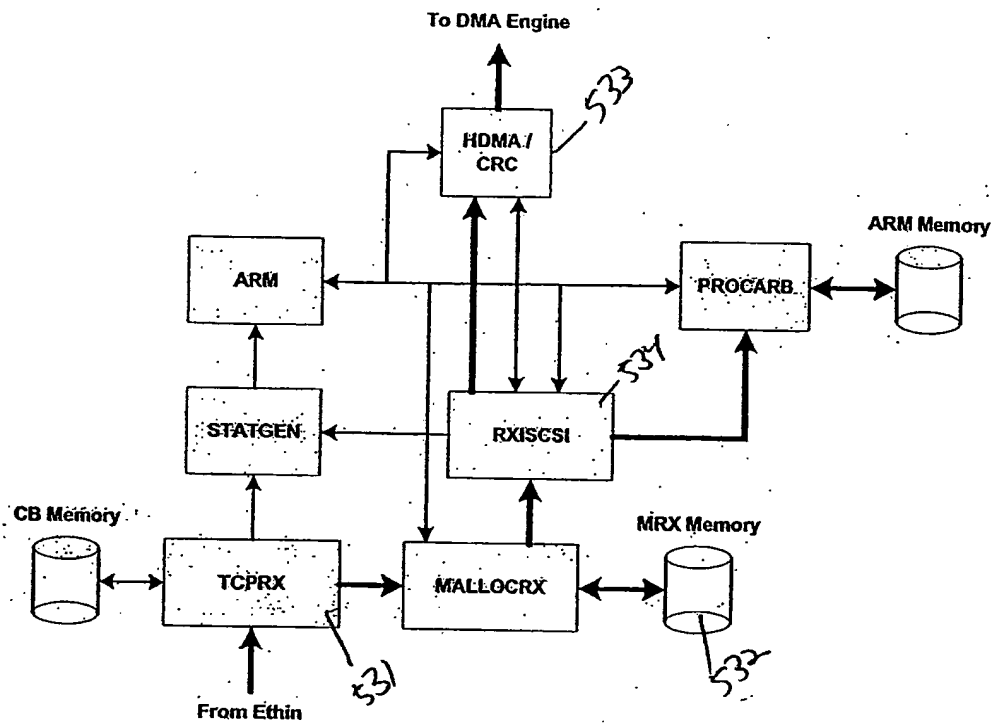 To DMA Engine
533
HDMA /
CRC
ARM Memory
ARM
PROCARB
534
STATGEN
RXISCSI
CB Memory
MRX Memory
TCPRX
MALLOCRX
531
532
From Ethin